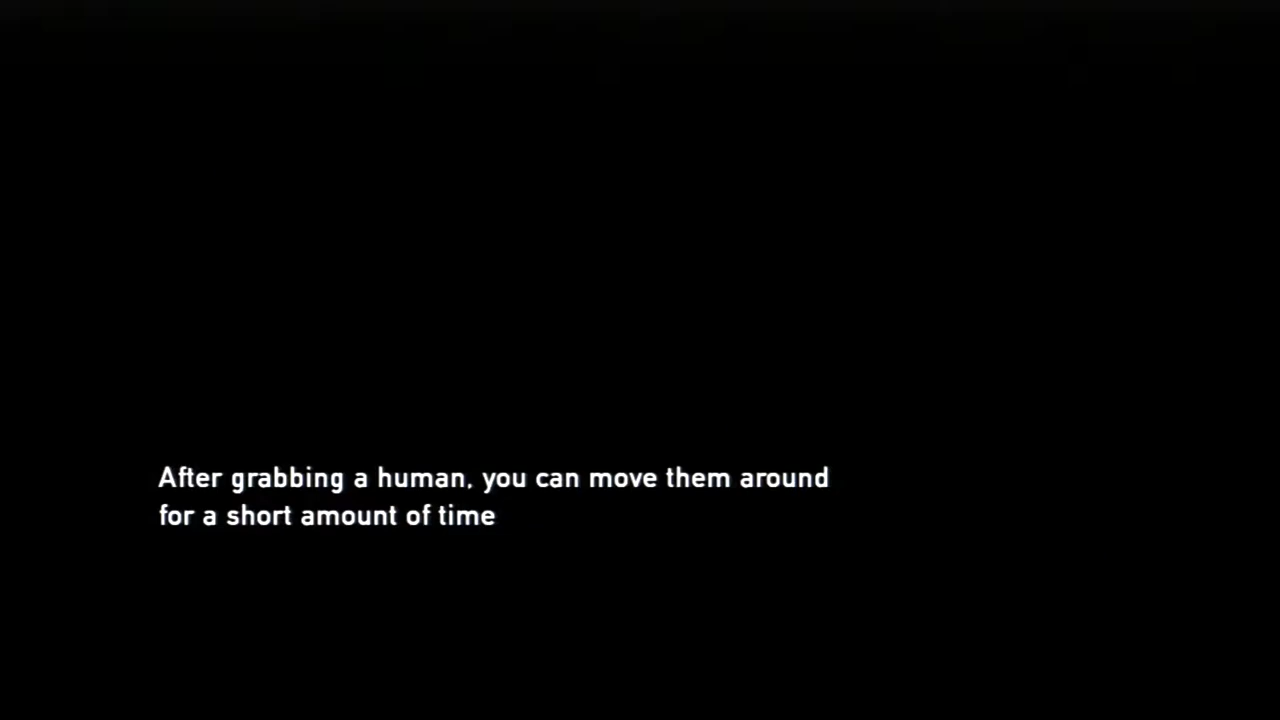 After grabbing a human, you can move them around
for a short amount of time